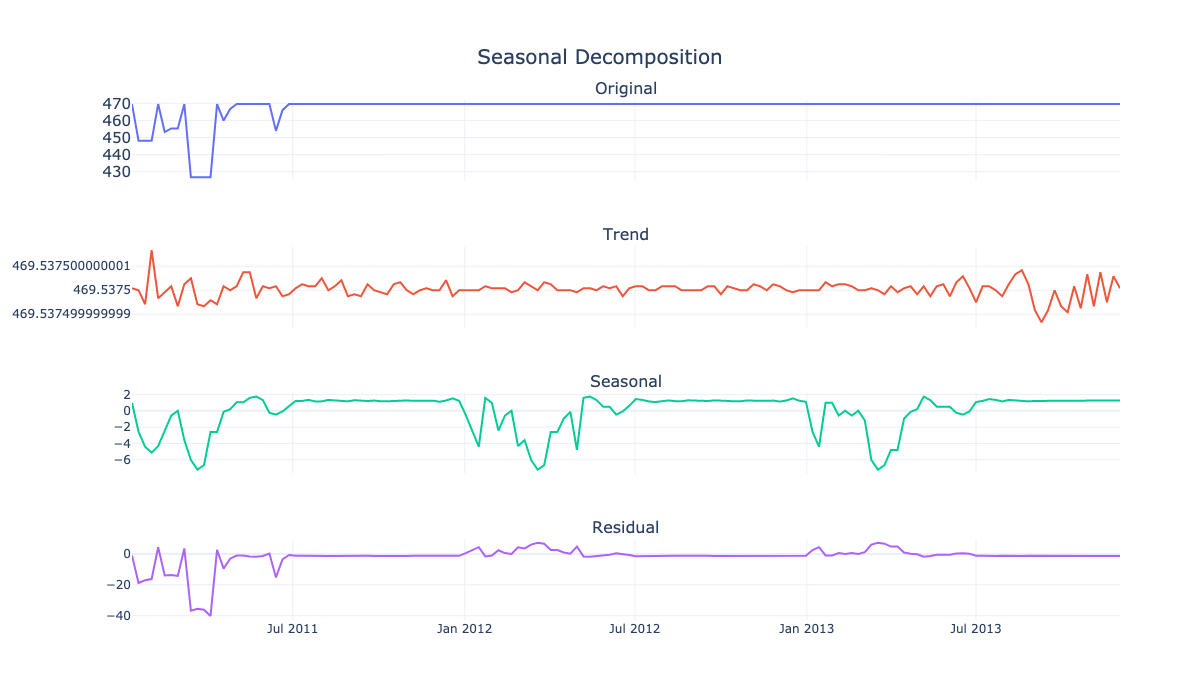 Seasonal Decomposition
Original
470
460
450
440
430
Trend
469.537500000001
469.5375
469.537499999999
Seasonal
2
0
−2
−4
−6
Residual
0
−20
−40
Jul 2011
Jan 2012
Jul 2012
Jan 2013
Jul 2013